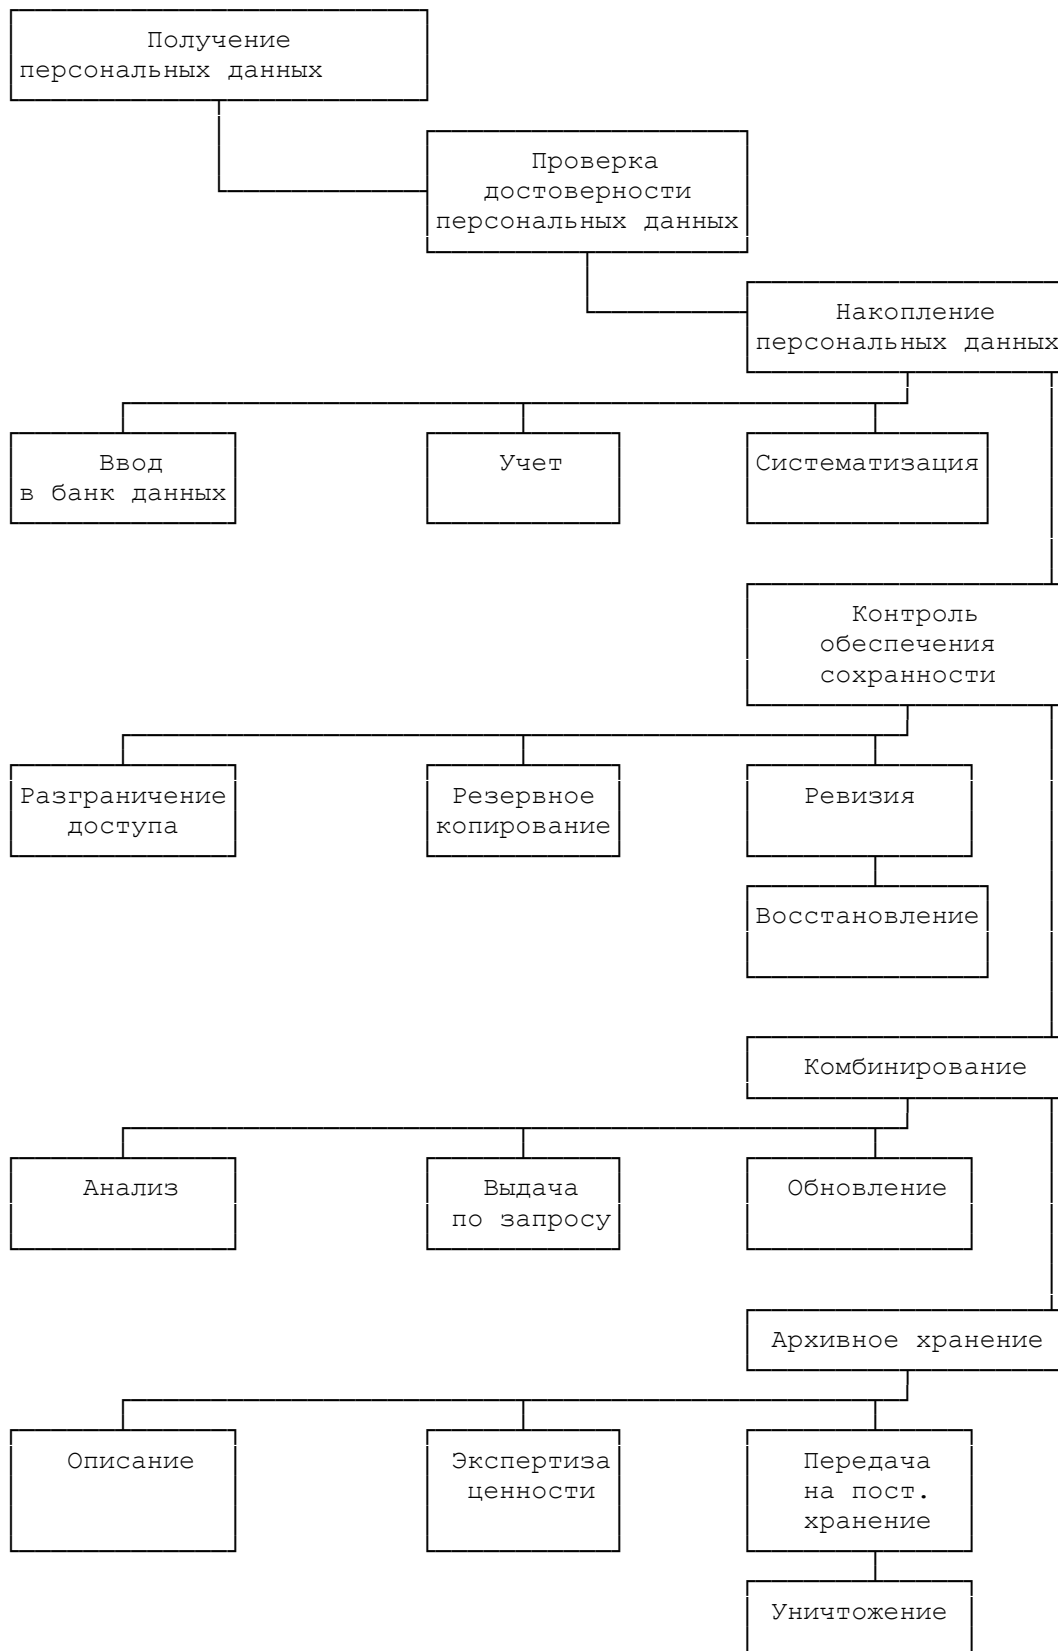 Получение
персональных данных
Проверка
достоверности
персональных данных
Накопление
персональных данных
Ввод
в банк данных
Учет
Систематизация
Контроль
обеспечения
сохранности
Разграничение
доступа
Резервное
копирование
Ревизия
Восстановление
Комбинирование
Анализ
Выдача
по запросу
Обновление
Архивное хранение
Описание
Экспертиза
ценности
Передача
на пост.
хранение
Уничтожение